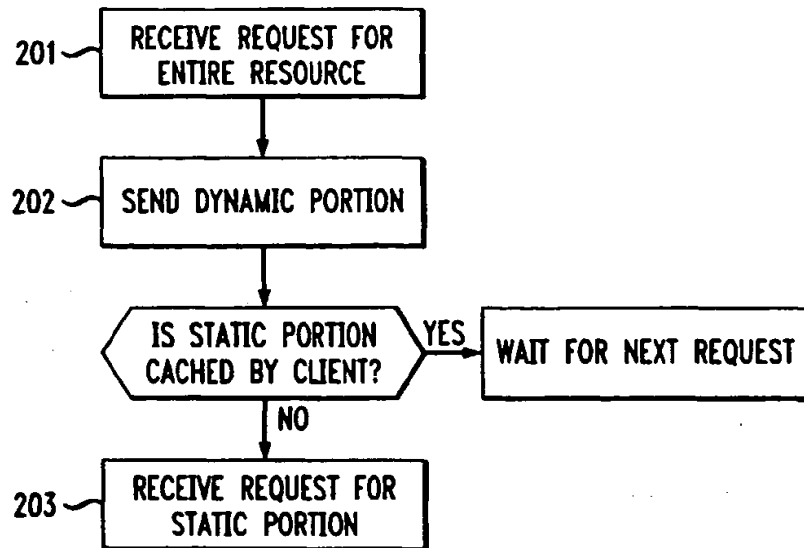 201
RECEIVE REQUEST FOR
ENTIRE RESOURCE
202
SEND DYNAMIC PORTION
IS STATIC PORTION
CACHED BY CLIENT?
YES
WAIT FOR NEXT REQUEST
NO
203
RECEIVE REQUEST FOR
STATIC PORTION